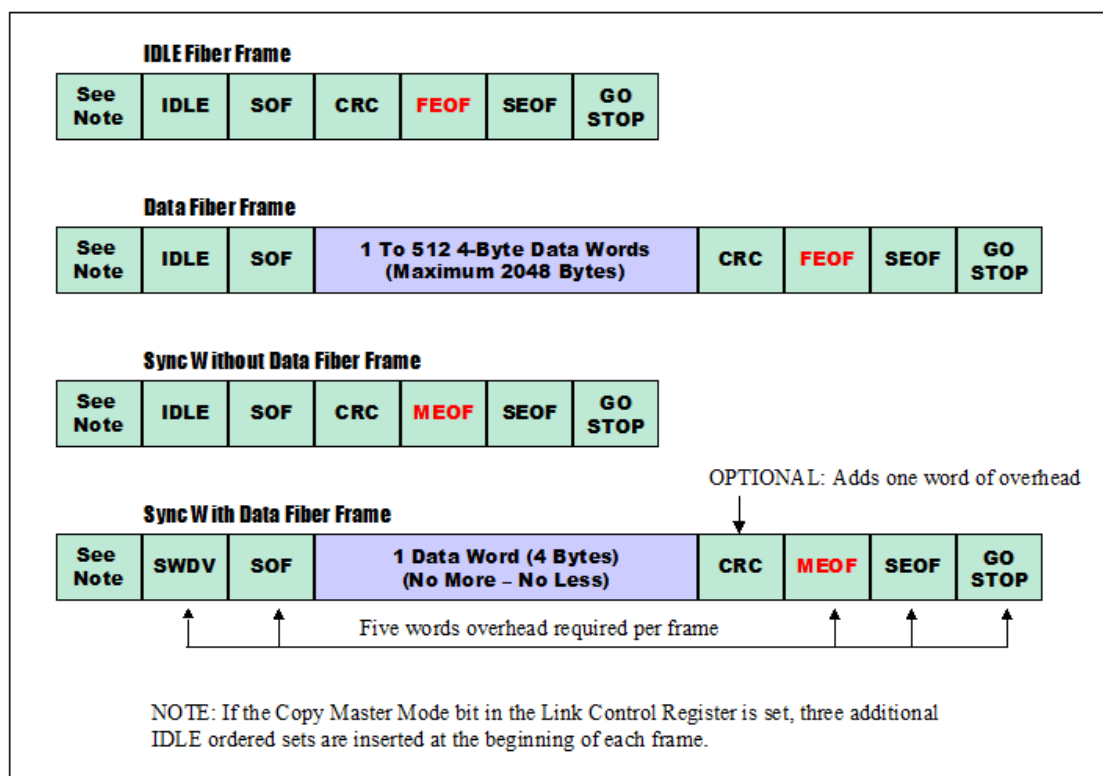 IDLE Fiber Frame
See Note IDLE SOF CRC FEOF SEOF GO STOP
Data Fiber Frame
See Note IDLE SOF 1 To 512 4-Byte Data Words (Maximum 2048 Bytes) CRC FEOF SEOF GO STOP
Sync Without Data Fiber Frame
See Note IDLE SOF CRC MEOF SEOF GO STOP
OPTIONAL: Adds one word of overhead
Sync With Data Fiber Frame
See Note SWDV SOF 1 Data Word (4 Bytes) (No More – No Less) CRC MEOF SEOF GO STOP
Five words overhead required per frame
NOTE: If the Copy Master Mode bit in the Link Control Register is set, three additional
IDLE ordered sets are inserted at the beginning of each frame.